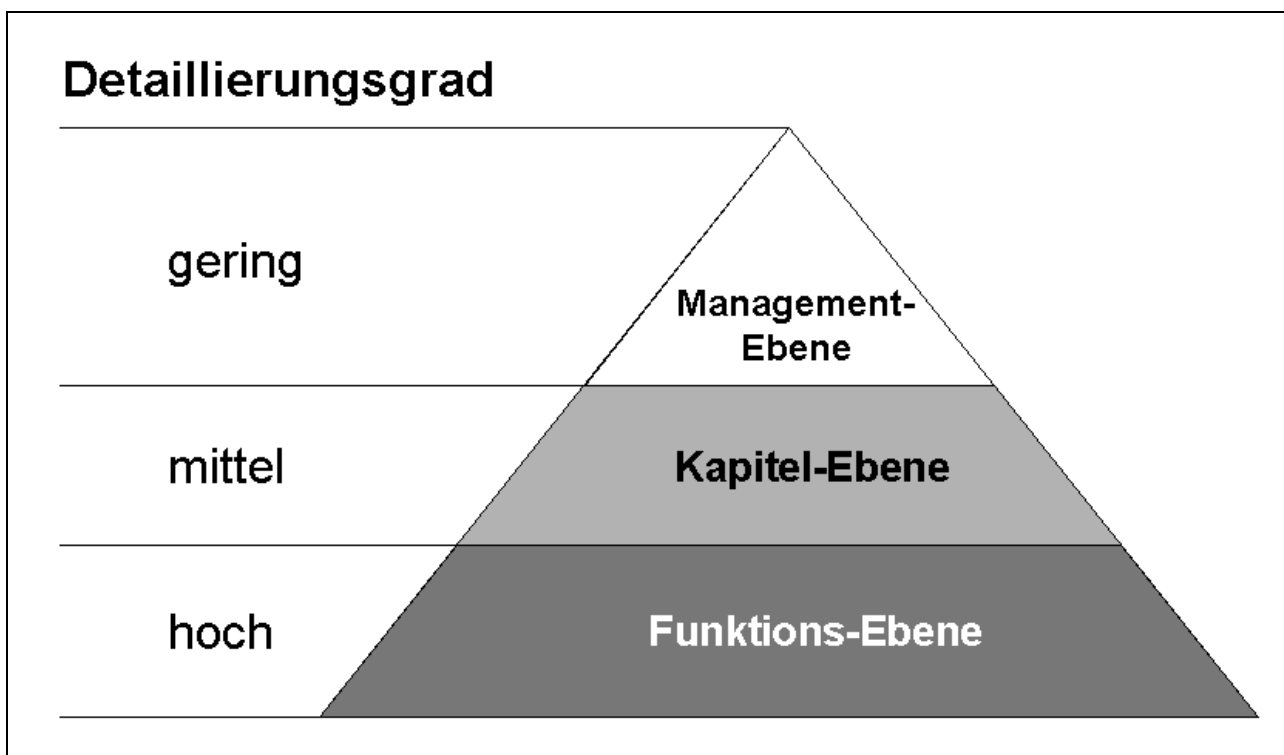 Detaillierungsgrad
gering
Management-
Ebene
mittel
Kapitel-Ebene
hoch
Funktions-Ebene